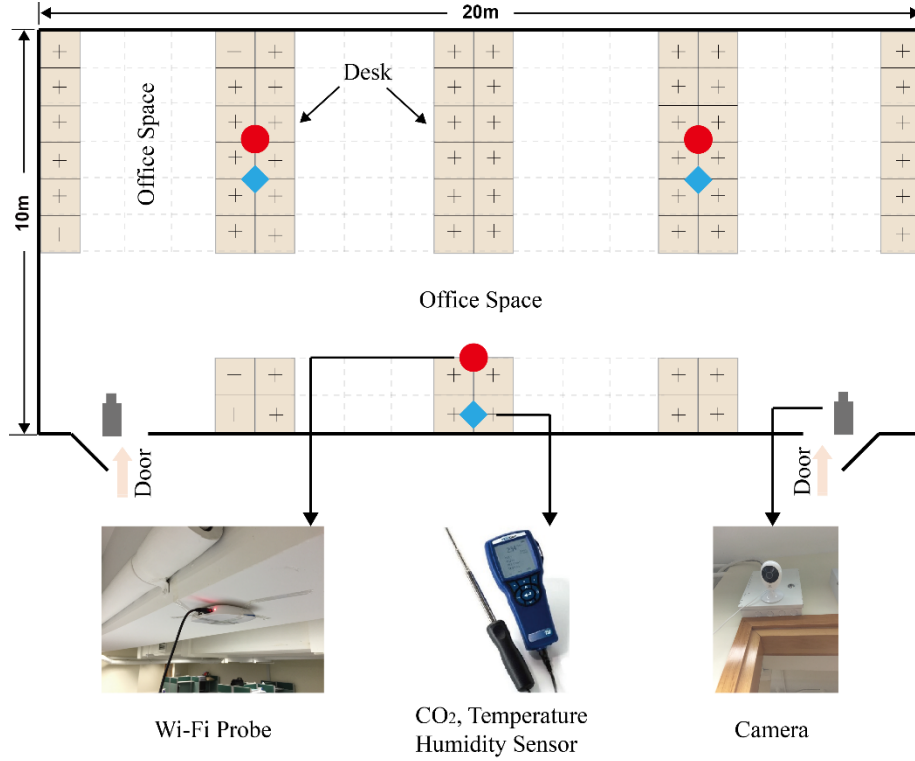 20m
Desk
Office Space
10m
Office Space
Door
Door
Wi-Fi Probe
CO2, Temperature
Humidity Sensor
Camera